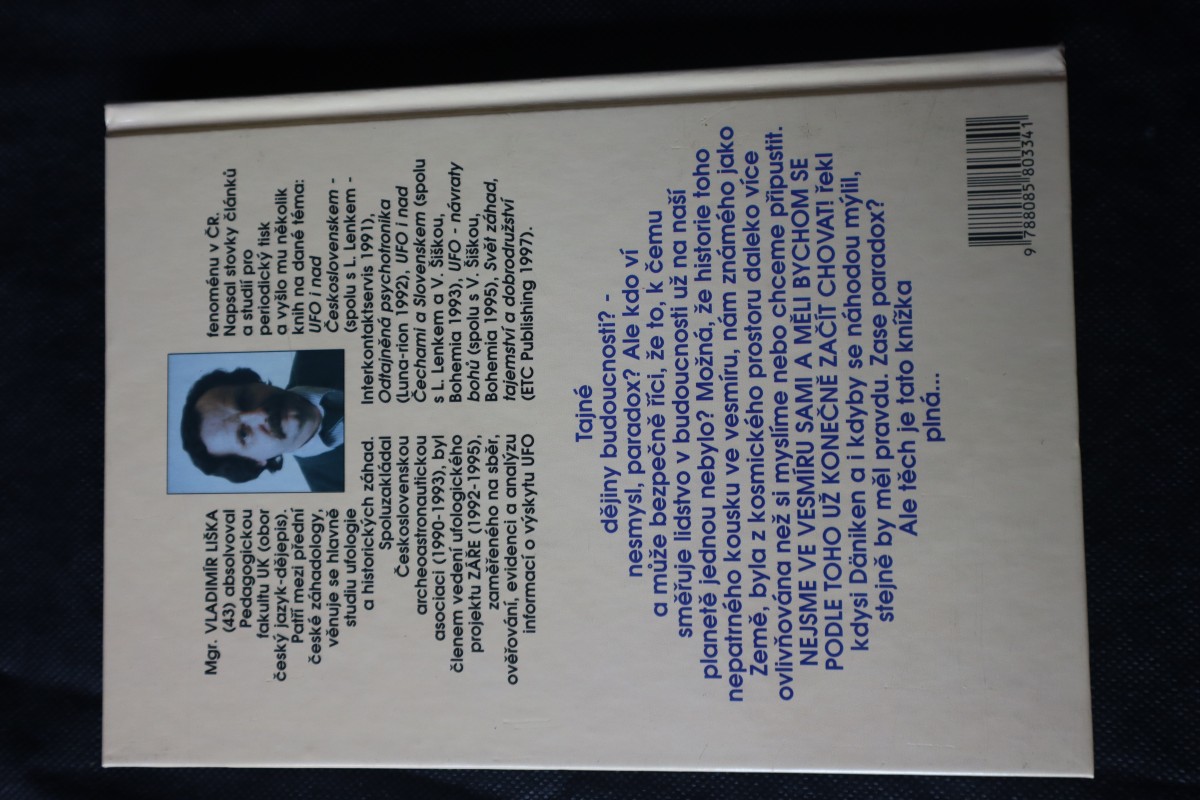 Mgr. VLADIMÍR LIŠKA
(43) absolvoval
Pedagogickou
fakultu UK (obor
český jazyk-dějepis).
Patří mezi přední
české záhadology,
věnuje se hlavně
studiu ufologie
a historických záhad.
Spoluzakládal
Československou
archeoastronautickou
asociaci (1990-1993), byl
členem vedení ufologického
projektu ZÁŘE (1992-1995),
zaměřeného na sběr,
ověřování, evidenci a analýzu
informací o výskytu UFO
fenoménu v ČR.
Napsal stovky článků
a studií pro
periodický tisk
a vyšlo mu několik
knih na dané téma:
UFO i nad
Československem -
(spolu s L. Lenkem -
Interkontaktservis 1991),
Odtajněná psychotronika
(Luna-rion 1992), UFO i nad
Čechami a Slovenskem (spolu
s L. Lenkem a V. Šiškou,
Bohemia 1993), UFO - návraty
bohů (spolu s V. Šiškou,
Bohemia 1995), Svět záhad,
tajemství a dobrodružství
(ETC Publishing 1997).
Tajné
dějiny budoucnosti? -
nesmysl, paradox? Ale kdo ví
a může bezpečně říci, že to, k čemu
směřuje lidstvo v budoucnosti už na naší
planetě jednou nebylo? Možná, že historie toho
nepatrného kousku ve vesmíru, nám známého jako
Země, byla z kosmického prostoru daleko více
ovlivňována než si myslíme nebo chceme připustit.
NEJSME VE VESMÍRU SAMI A MĚLI BYCHOM SE
PODLE TOHO UŽ KONEČNĚ ZAČÍT CHOVAT! řekl
kdysi Däniken a i kdyby se náhodou mýlil,
stejně by měl pravdu. Zase paradox?
Ale těch je tato knížka
plná...
9 788085 803341